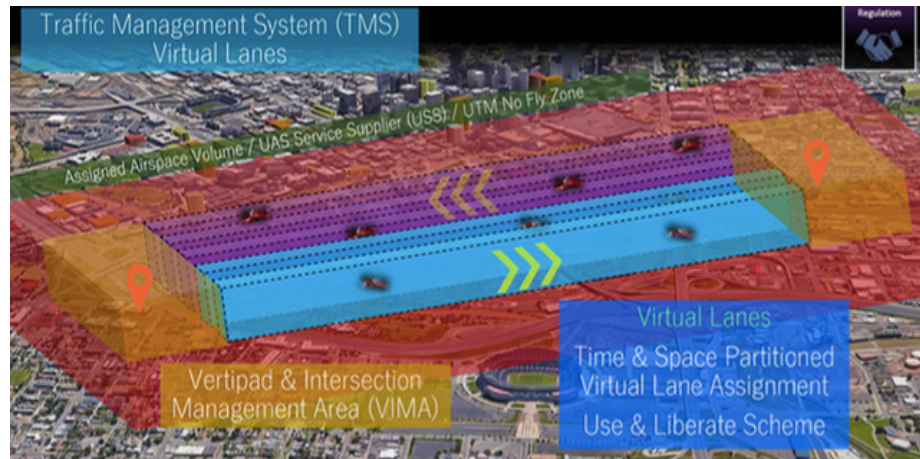 Traffic Management System (TMS)
Virtual Lanes
Regulation
Assigned Airspace Volume / UAS Service Supplier (USS) / UTM No Fly Zone
Virtual Lanes
Time & Space Partitioned
Virtual Lane Assignment
Use & Liberate Scheme
Vertipad & Intersection
Management Area (VIMA)